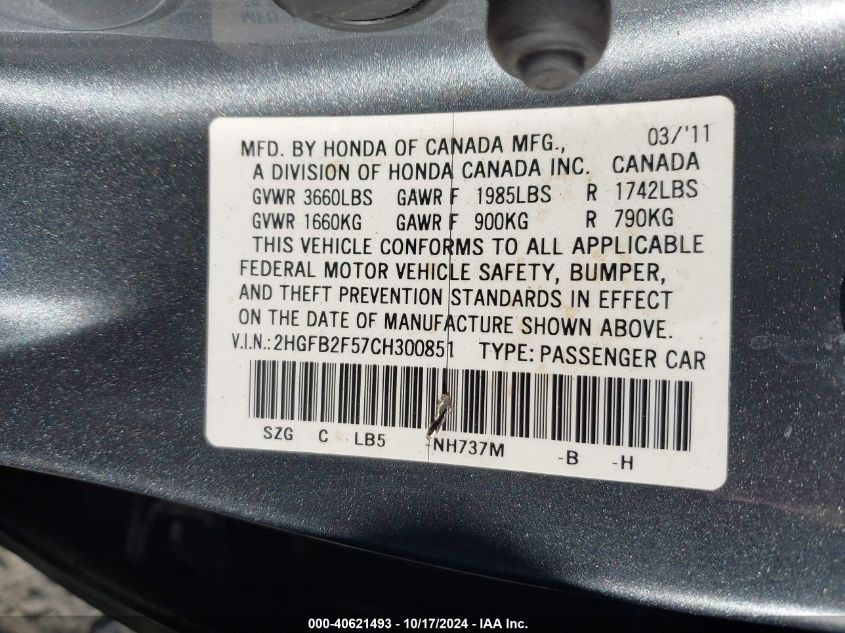 MFD. BY HONDA OF CANADA MFG., 03/'11
A DIVISION OF HONDA CANADA INC. CANADA
GVWR 3660LBS GAWR F 1985LBS R 1742LBS
GVWR 1660KG GAWR F 900KG R 790KG
THIS VEHICLE CONFORMS TO ALL APPLICABLE
FEDERAL MOTOR VEHICLE SAFETY, BUMPER,
AND THEFT PREVENTION STANDARDS IN EFFECT
ON THE DATE OF MANUFACTURE SHOWN ABOVE.
V.I.N.:2HGFB2F57CH300851 TYPE: PASSENGER CAR
SZG C LB5 -NH737M -B -H
000-40621493 - 10/17/2024 - IAA Inc.